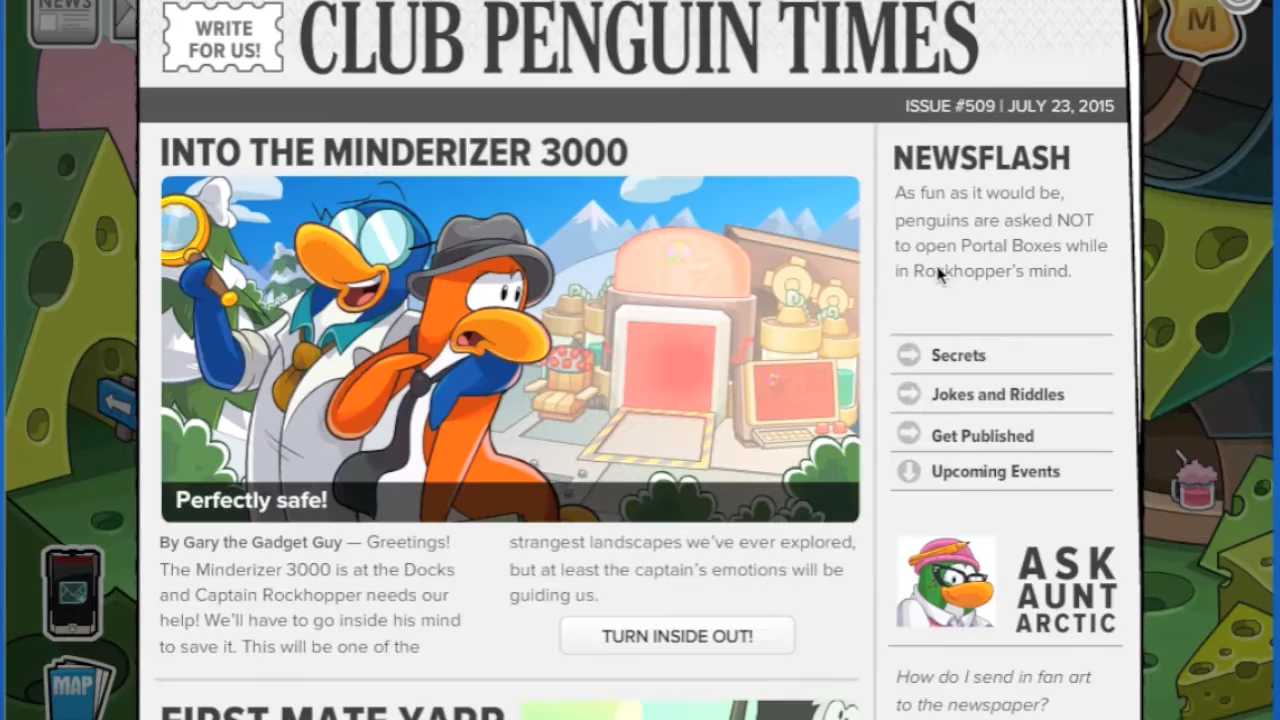 NEWS
WRITE
FOR US!
CLUB PENGUIN TIMES
M
ISSUE #509 | JULY 23, 2015
INTO THE MINDERIZER 3000
Perfectly safe!
By Gary the Gadget Guy — Greetings!
The Minderizer 3000 is at the Docks
and Captain Rockhopper needs our
help! We'll have to go inside his mind
to save it. This will be one of the
strangest landscapes we've ever explored,
but at least the captain's emotions will be
guiding us.
TURN INSIDE OUT!
FIRST MATE YARR
NEWSFLASH
As fun as it would be,
penguins are asked NOT
to open Portal Boxes while
in Rockhopper's mind.
Secrets
Jokes and Riddles
Get Published
Upcoming Events
ASK
AUNT
ARCTIC
How do I send in fan art
to the newspaper?
MAP